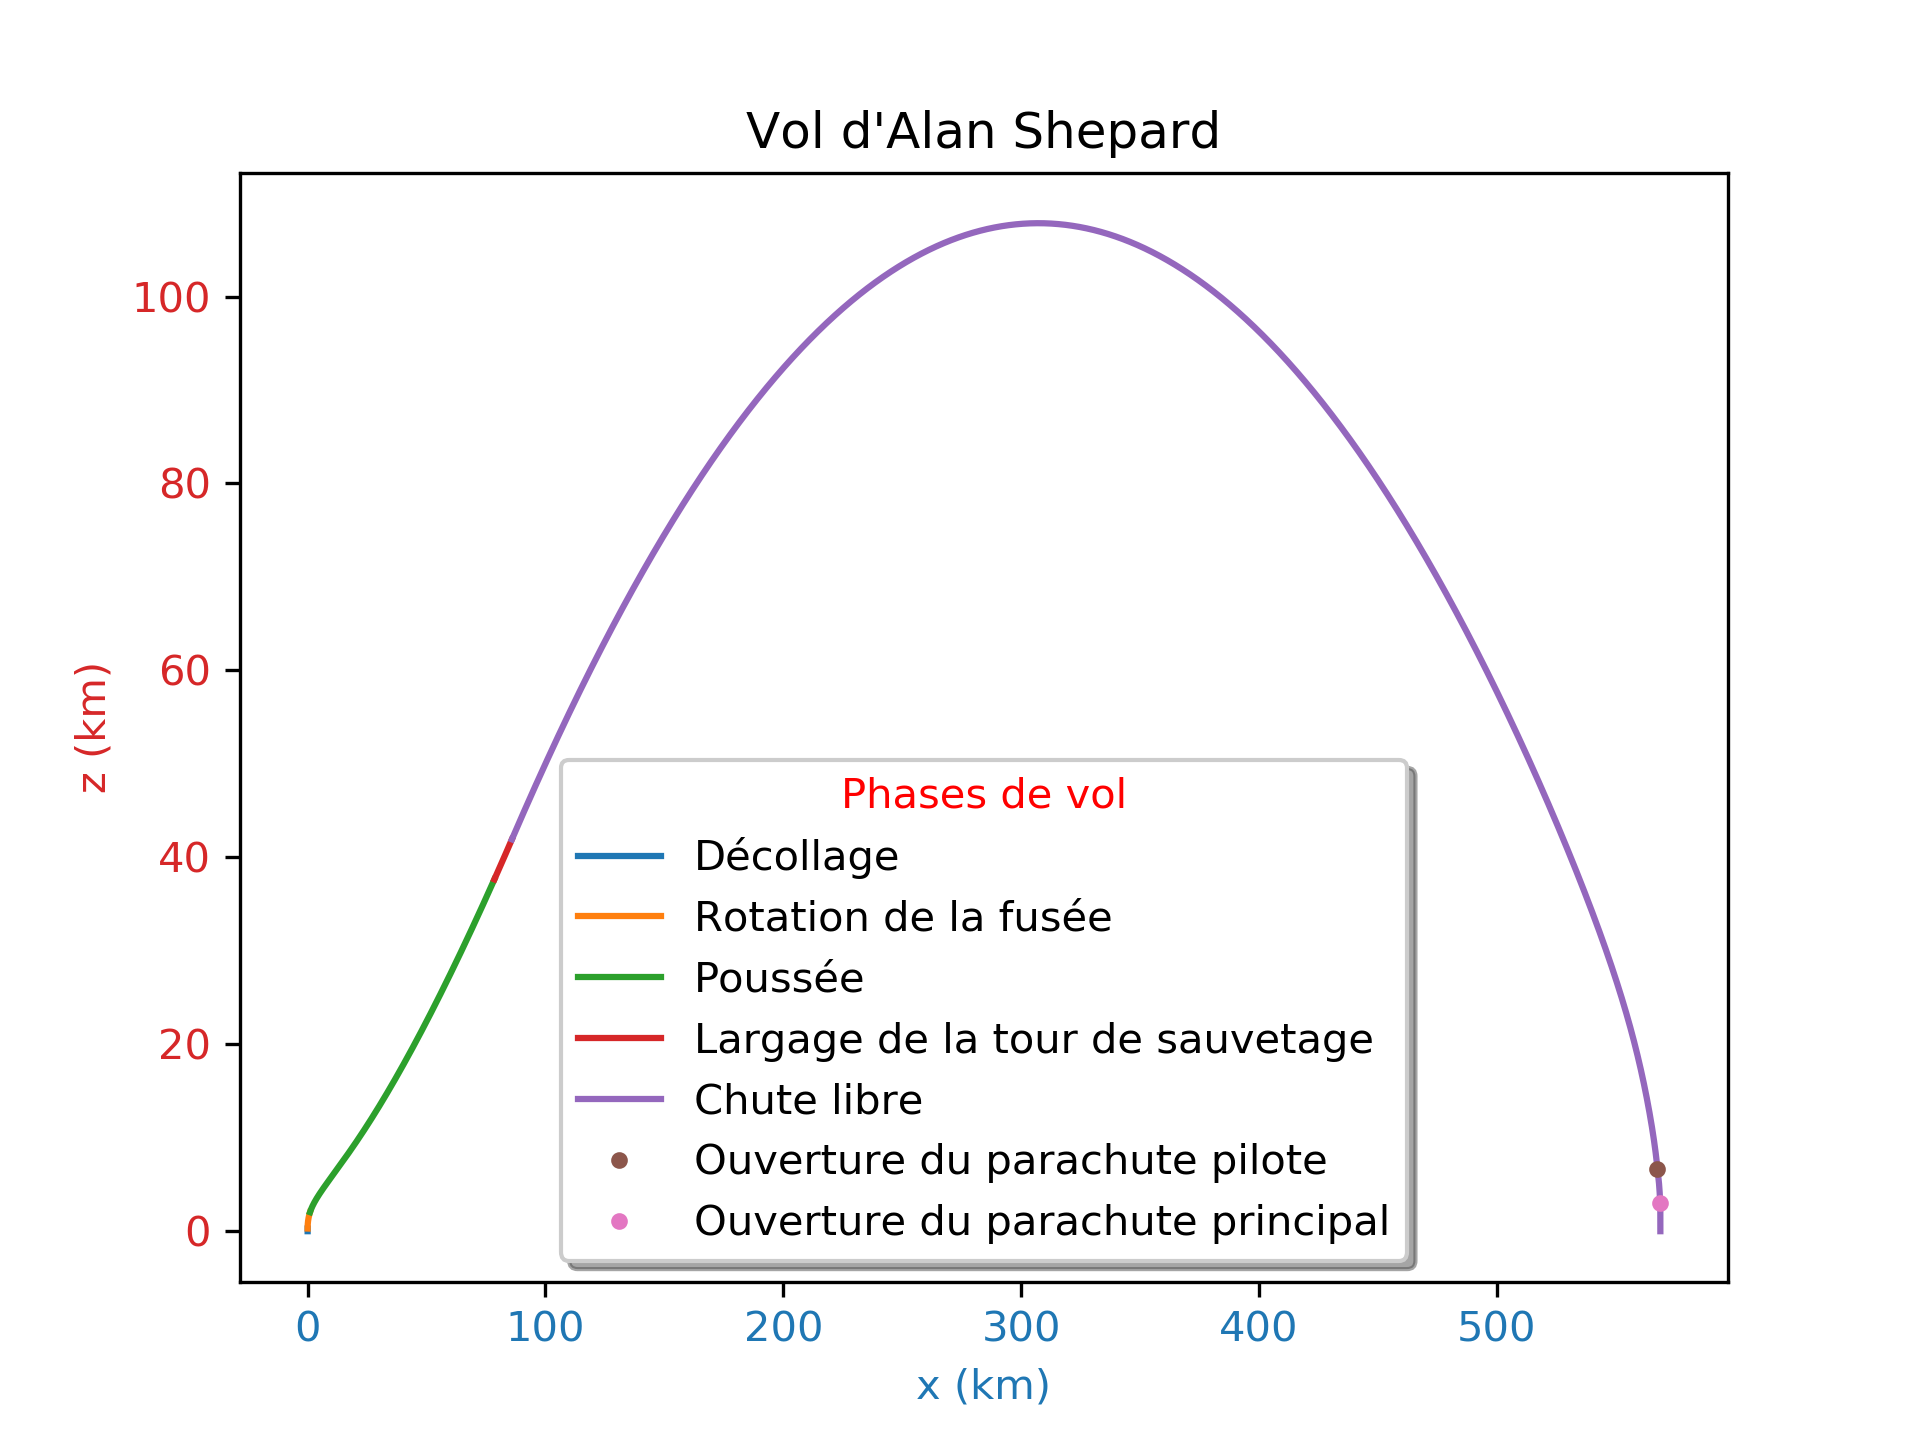 Vol d'Alan Shepard
100
80
60
40
20
0
z (km)
Phases de vol
Décollage
Rotation de la fusée
Poussée
Largage de la tour de sauvetage
Chute libre
Ouverture du parachute pilote
Ouverture du parachute principal
0 100 200 300 400 500
x (km)